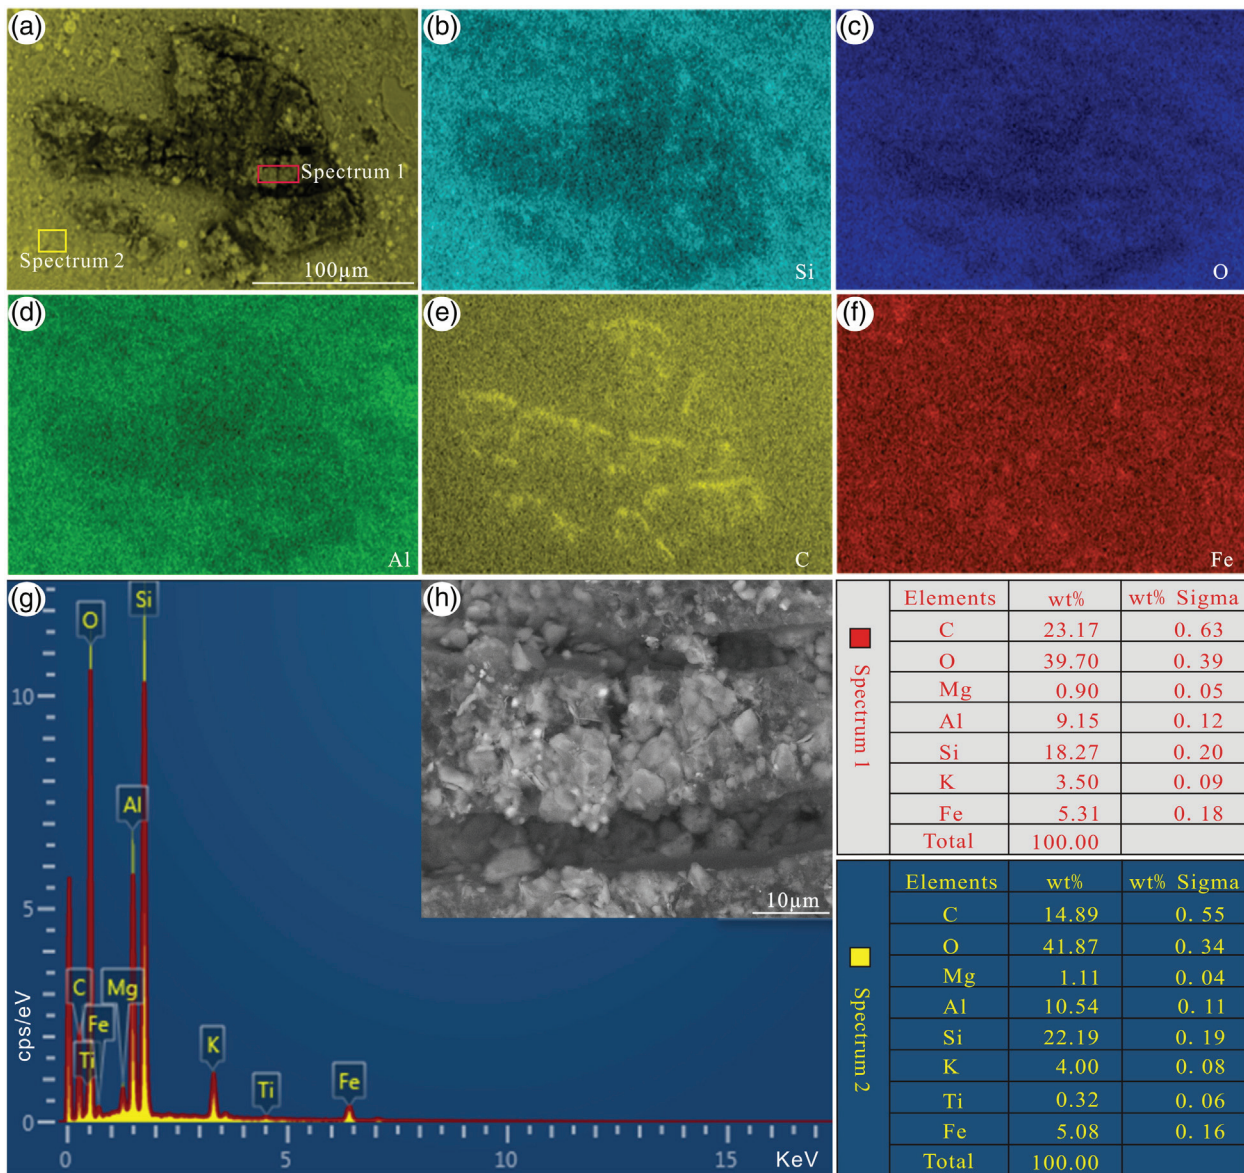 (a)
Spectrum 1
Spectrum 2
100μm
(b)
Si
(c)
O
(d)
Al
(e)
C
(f)
Fe
(g)
O
Si
Al
C
Mg
Fe
Ti
K
Ti
Fe
10
5
0
cps/eV
0 5 10 15 KeV
(h)
10μm
Spectrum 1
Elements wt% wt% Sigma
C 23.17 0.63
O 39.70 0.39
Mg 0.90 0.05
Al 9.15 0.12
Si 18.27 0.20
K 3.50 0.09
Fe 5.31 0.18
Total 100.00
Spectrum 2
Elements wt% wt% Sigma
C 14.89 0.55
O 41.87 0.34
Mg 1.11 0.04
Al 10.54 0.11
Si 22.19 0.19
K 4.00 0.08
Ti 0.32 0.06
Fe 5.08 0.16
Total 100.00